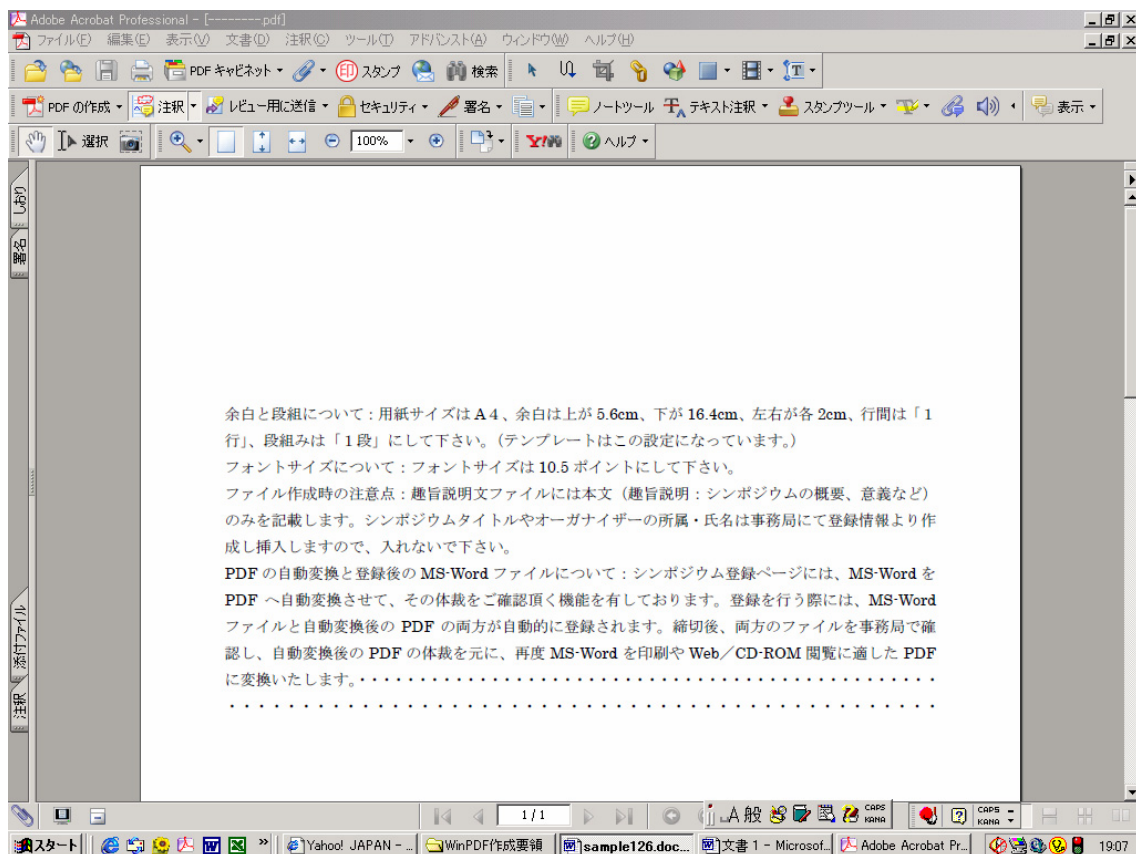 Adobe Acrobat Professional - [--------.pdf]
ファイル(F) 編集(E) 表示(V) 文書(D) 注釈(C) ツール(T) アドバンスト(A) ウィンドウ(W) ヘルプ(H)
PDF キャビネット 印 スタンプ 検索
PDF の作成 注釈 レビュー用に送信 セキュリティ 署名 ノートツール テキスト注釈 スタンプツール 表示
選択 100% Y! ヘルプ
しおり
署名
余白と段組について：用紙サイズはＡ４、余白は上が 5.6cm、下が 16.4cm、左右が各 2cm、行間は「１
行」、段組みは「１段」にして下さい。（テンプレートはこの設定になっています。）
フォントサイズについて：フォントサイズは 10.5 ポイントにして下さい。
ファイル作成時の注意点：趣旨説明文ファイルには本文（趣旨説明：シンポジウムの概要、意義など）
のみを記載します。シンポジウムタイトルやオーガナイザーの所属・氏名は事務局にて登録情報より作
成し挿入しますので、入れないで下さい。
PDF の自動変換と登録後の MS-Word ファイルについて：シンポジウム登録ページには、MS-Word を
PDF へ自動変換させて、その体裁をご確認頂く機能を有しております。登録を行う際には、MS-Word
ファイルと自動変換後の PDF の両方が自動的に登録されます。締切後、両方のファイルを事務局で確
認し、自動変換後の PDF の体裁を元に、再度 MS-Word を印刷や Web／CD-ROM 閲覧に適した PDF
に変換いたします。・・・・・・・・・・・・・・・・・・・・・・・・・・・・・・・・・・・・・・・
・・・・・・・・・・・・・・・・・・・・・・・・・・・・・・・・・・・・・・・・・・・・・・・・
添付ファイル
注釈
1/1 A 般 CAPS KANA CAPS KANA
スタート Yahoo! JAPAN - ... WinPDF作成要領 sample126.doc... 文書 1 - Microsof... Adobe Acrobat Pr... 19:07